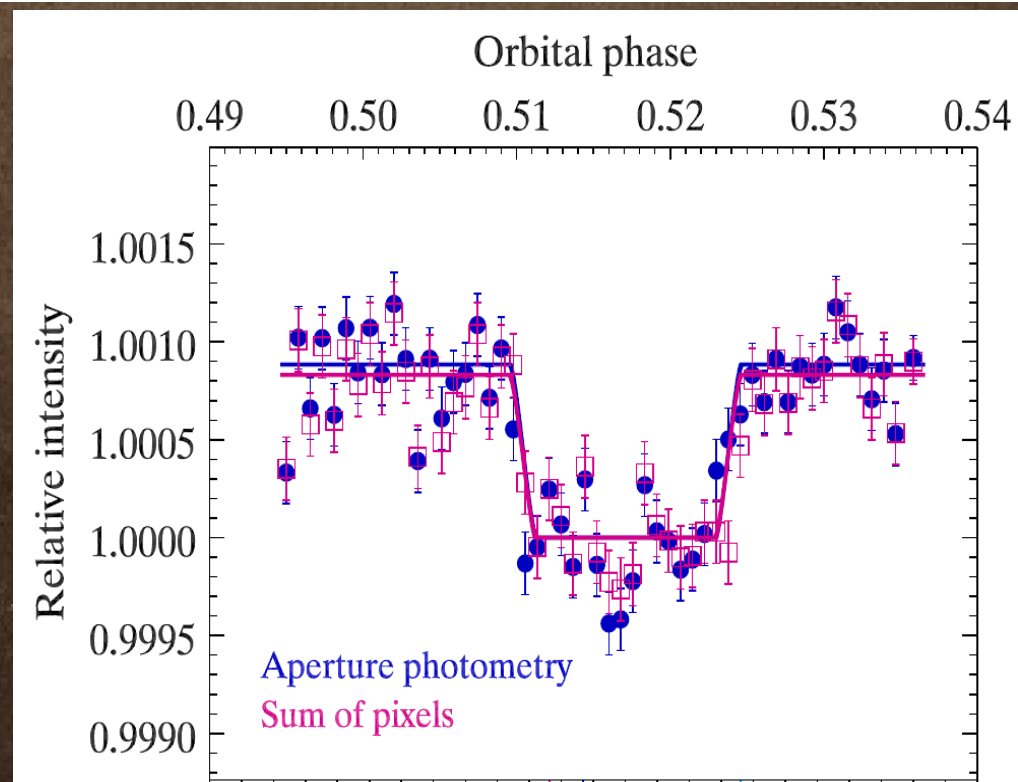 Orbital phase
0.49 0.50 0.51 0.52 0.53 0.54
Relative intensity
1.0015
1.0010
1.0005
1.0000
0.9995
0.9990
Aperture photometry
Sum of pixels